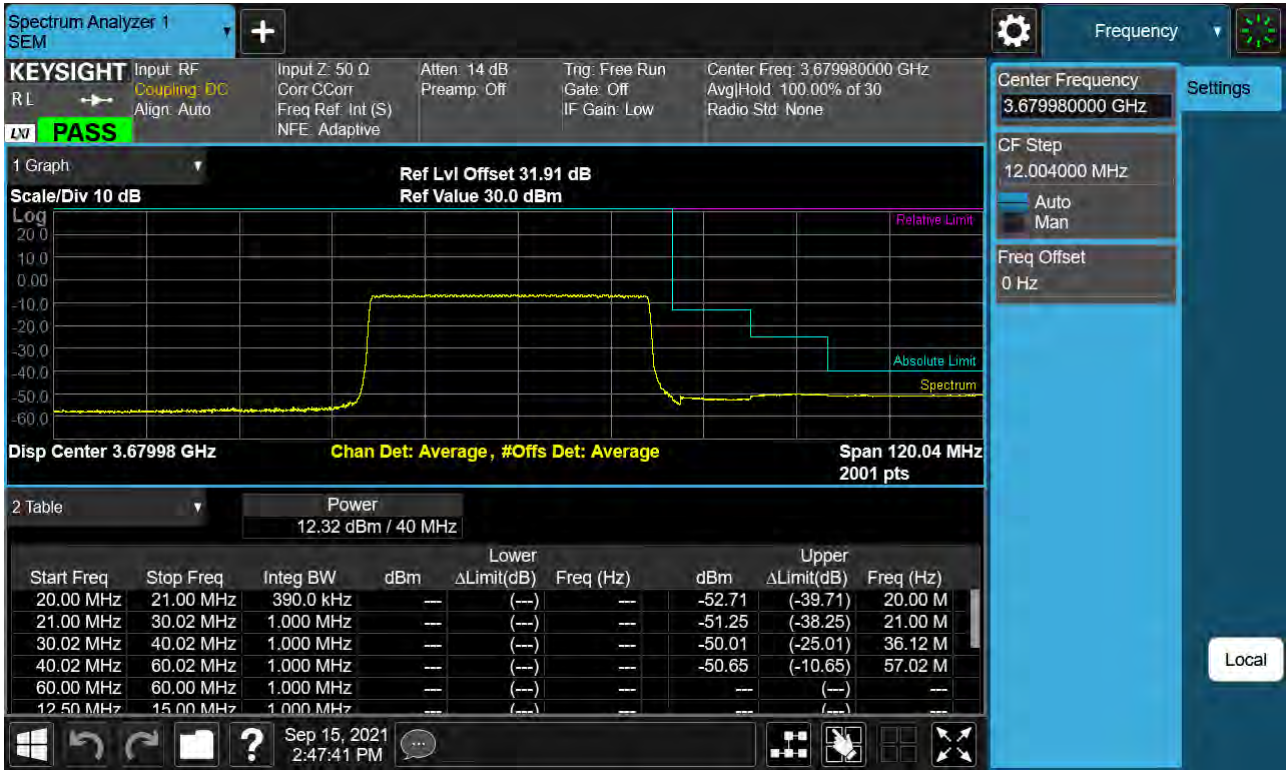 Spectrum Analyzer 1
SEM
+
Frequency
KEYSIGHT
RL
LXI
PASS
Input: RF
Coupling: DC
Align: Auto
Input Z: 50 Ω
Corr CCorr
Freq Ref: Int (S)
NFE: Adaptive
Atten: 14 dB
Preamp: Off
Trig: Free Run
Gate: Off
IF Gain: Low
Center Freq: 3.679980000 GHz
Avg|Hold: 100.00% of 30
Radio Std: None
Center Frequency
3.679980000 GHz
Settings
CF Step
12.004000 MHz
Auto
Man
Freq Offset
0 Hz
1 Graph
Scale/Div 10 dB
Ref Lvl Offset 31.91 dB
Ref Value 30.0 dBm
Log
20.0
10.0
0.00
-10.0
-20.0
-30.0
-40.0
-50.0
-60.0
Relative Limit
Absolute Limit
Spectrum
Disp Center 3.67998 GHz
Chan Det: Average, #Offs Det: Average
Span 120.04 MHz
2001 pts
2 Table
Power
12.32 dBm / 40 MHz
Lower Upper
Start Freq Stop Freq Integ BW dBm ΔLimit(dB) Freq (Hz) dBm ΔLimit(dB) Freq (Hz)
20.00 MHz 21.00 MHz 390.0 kHz --- (---) --- -52.71 (-39.71) 20.00 M
21.00 MHz 30.02 MHz 1.000 MHz --- (---) --- -51.25 (-38.25) 21.00 M
30.02 MHz 40.02 MHz 1.000 MHz --- (---) --- -50.01 (-25.01) 36.12 M
40.02 MHz 60.02 MHz 1.000 MHz --- (---) --- -50.65 (-10.65) 57.02 M
60.00 MHz 60.00 MHz 1.000 MHz --- (---) --- --- (---) ---
12.50 MHz 15.00 MHz 1.000 MHz --- (---) --- --- (---) ---
Local
?
Sep 15, 2021
2:47:41 PM